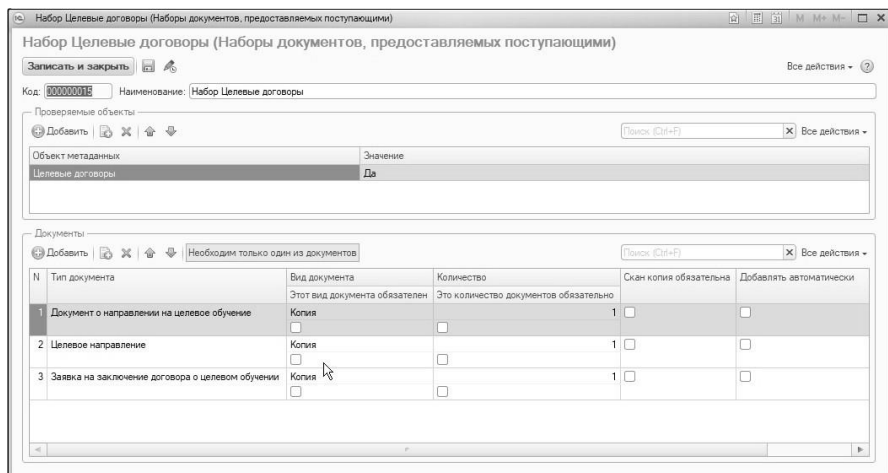 Набор Целевые договоры (Наборы документов, предоставляемых поступающими)
M M+ M-
Набор Целевые договоры (Наборы документов, предоставляемых поступающими)
Записать и закрыть
Все действия
Код: 000000015 Наименование: Набор Целевые договоры
Проверяемые объекты
Добавить Поиск (Ctrl+F) Все действия
Объект метаданных Значение
Целевые договоры Да
Документы
Добавить Необходим только один из документов Поиск (Ctrl+F) Все действия
N Тип документа Вид документа Количество Скан копия обязательна Добавлять автоматически
Этот вид документа обязателен Это количество документов обязательно
1 Документ о направлении на целевое обучение Копия 1
2 Целевое направление Копия 1
3 Заявка на заключение договора о целевом обучении Копия 1